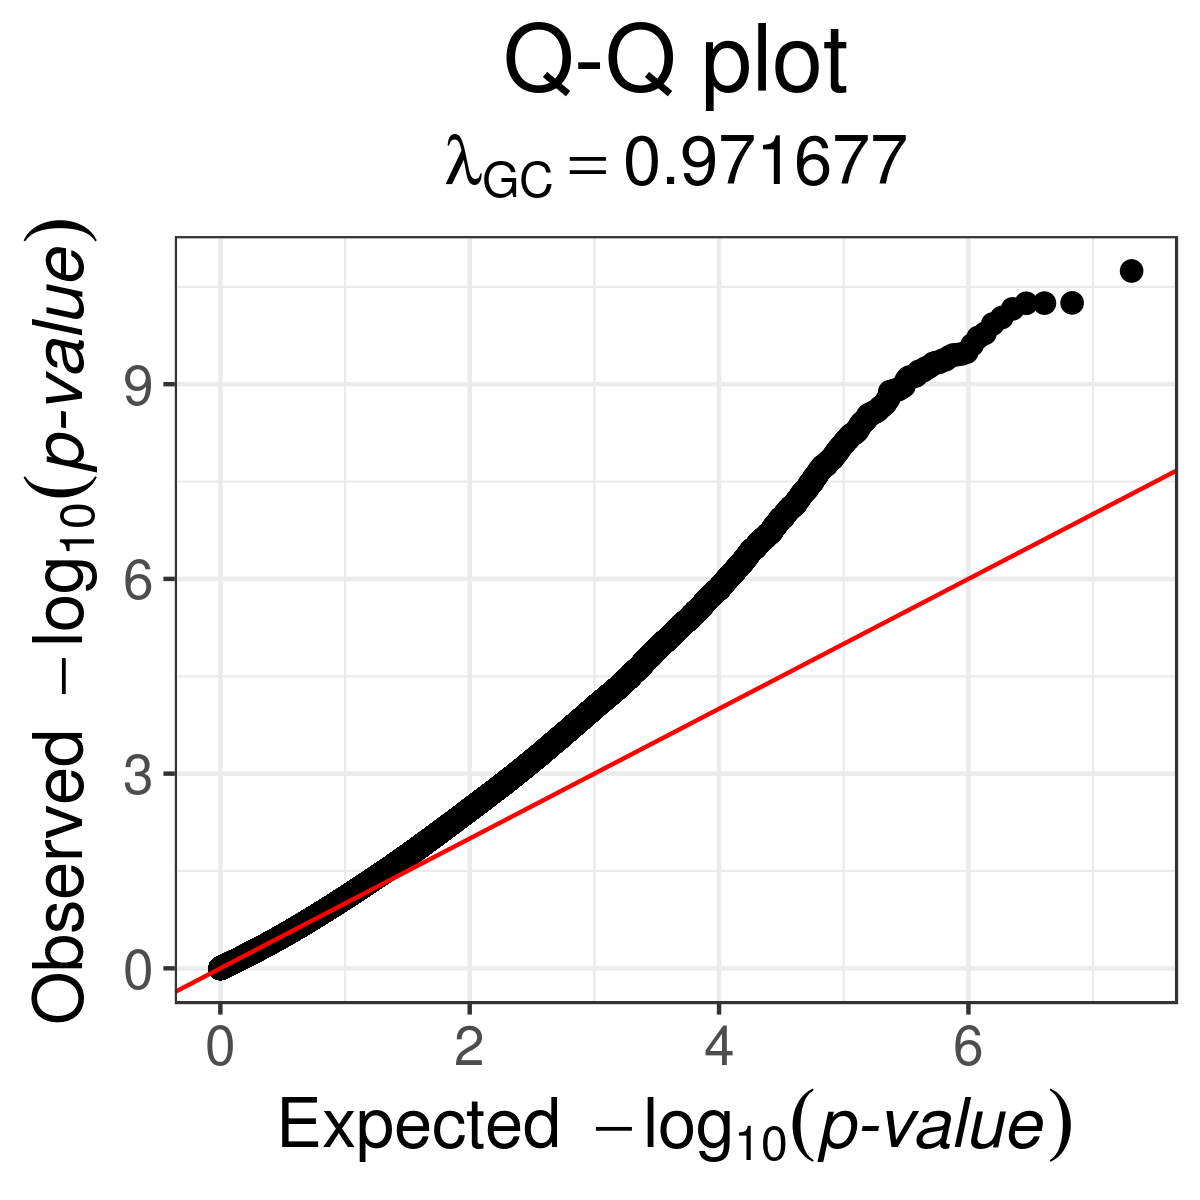 Q-Q plot
λGC = 0.971677
Observed −log10(p-value)
9
6
3
0
0 2 4 6
Expected −log10(p-value)